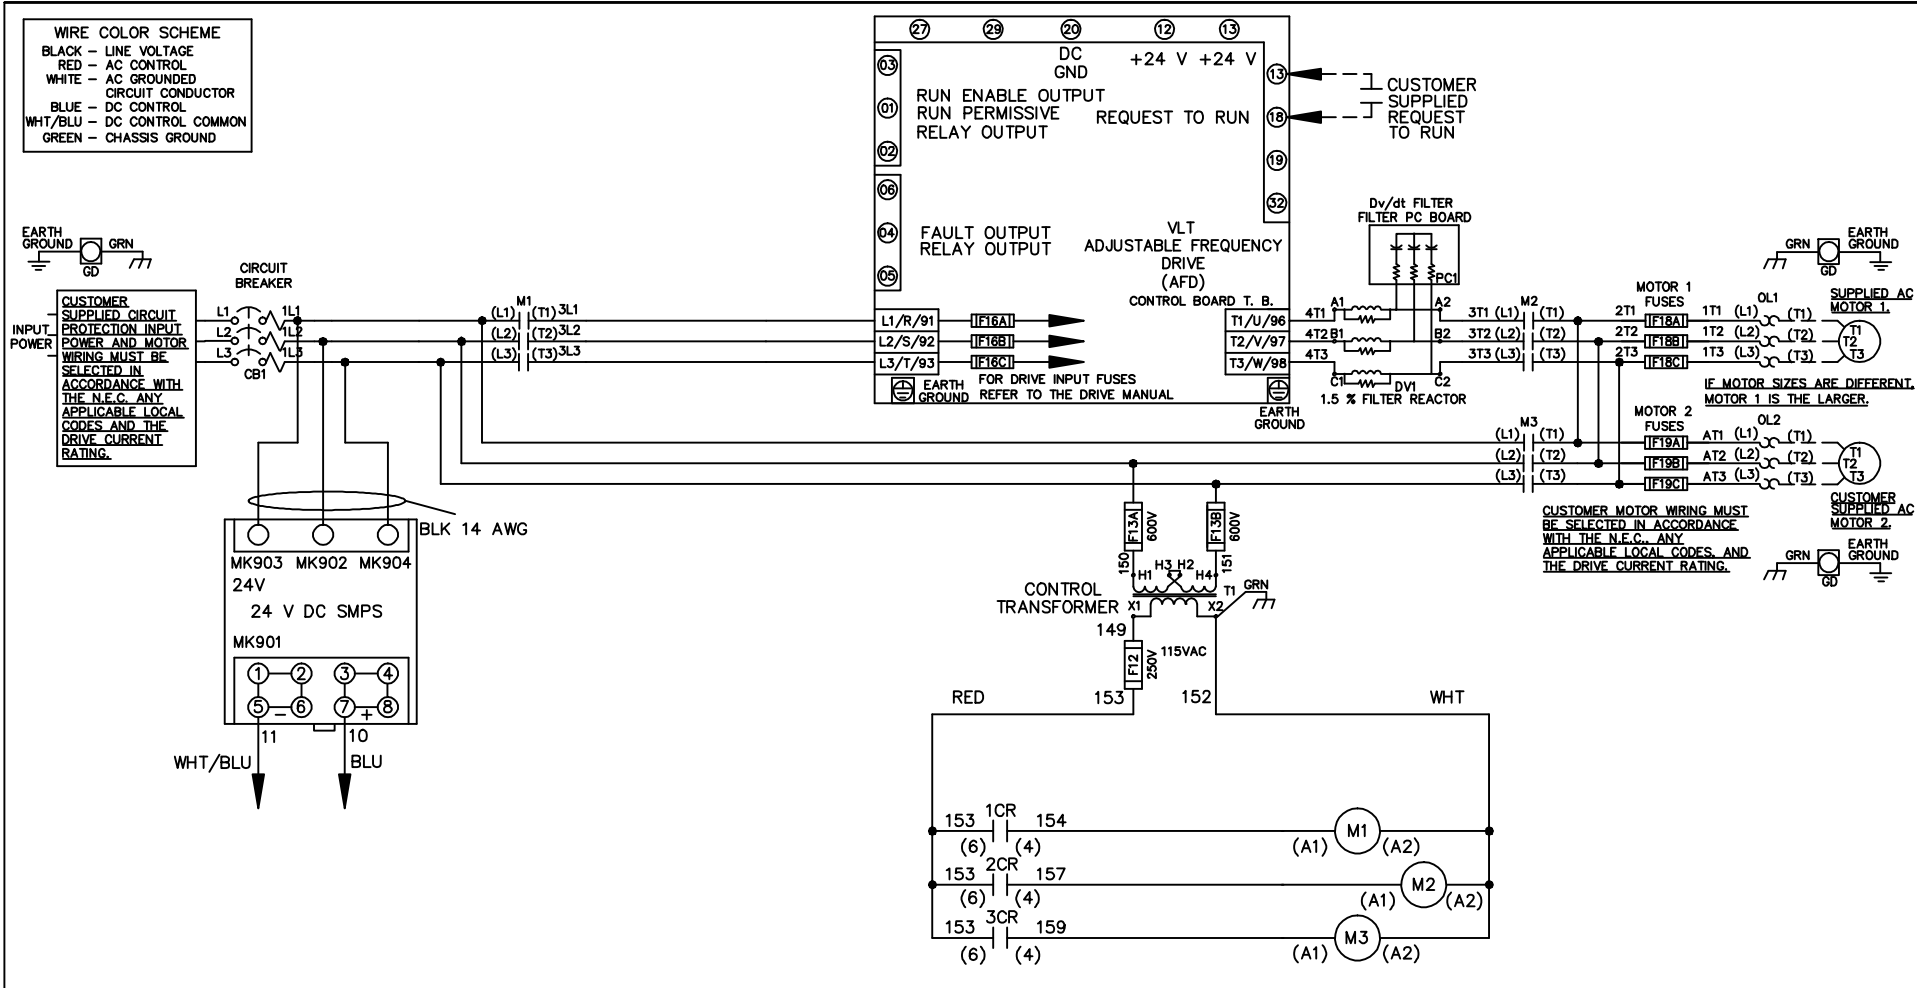 WIRE COLOR SCHEME
BLACK – LINE VOLTAGE
RED – AC CONTROL
WHITE – AC GROUNDED
CIRCUIT CONDUCTOR
BLUE – DC CONTROL
WHT/BLU – DC CONTROL COMMON
GREEN – CHASSIS GROUND
EARTH
GROUND
GRN
GD
CUSTOMER
SUPPLIED CIRCUIT
PROTECTION INPUT
POWER AND MOTOR
WIRING MUST BE
SELECTED IN
ACCORDANCE WITH
THE N.E.C. ANY
APPLICABLE LOCAL
CODES AND THE
DRIVE CURRENT
RATING.
INPUT
POWER
CIRCUIT
BREAKER
L1 1L1
L2 1L2
L3 1L3
CB1
M1
(L1) (T1) 3L1
(L2) (T2) 3L2
(L3) (T3) 3L3
BLK 14 AWG
MK903 MK902 MK904
24V
24 V DC SMPS
MK901
1 2 3 4
5 – 6 7 + 8
11 10
WHT/BLU BLU
27 29 20 12 13
DC
GND
+24 V +24 V
03
01
02
RUN ENABLE OUTPUT
RUN PERMISSIVE
RELAY OUTPUT
REQUEST TO RUN
13
18
19
32
CUSTOMER
SUPPLIED
REQUEST
TO RUN
06
04
05
FAULT OUTPUT
RELAY OUTPUT
VLT
ADJUSTABLE FREQUENCY
DRIVE
(AFD)
CONTROL BOARD T. B.
L1/R/91 F16A T1/U/96
L2/S/92 F16B T2/V/97
L3/T/93 F16C T3/W/98
EARTH
GROUND
FOR DRIVE INPUT FUSES
REFER TO THE DRIVE MANUAL
EARTH
GROUND
Dv/dt FILTER
FILTER PC BOARD
PC1
4T1 A1 A2
4T2 B1 B2
4T3 C1 C2
DV1
1.5 % FILTER REACTOR
M2
3T1 (L1) (T1)
3T2 (L2) (T2)
3T3 (L3) (T3)
MOTOR 1
FUSES
2T1 F18A 1T1
2T2 F18B 1T2
2T3 F18C 1T3
OL1
(L1) (T1)
(L2) (T2)
(L3) (T3)
GRN
GD
EARTH
GROUND
SUPPLIED AC
MOTOR 1.
T1
T2
T3
IF MOTOR SIZES ARE DIFFERENT,
MOTOR 1 IS THE LARGER.
M3
(L1) (T1)
(L2) (T2)
(L3) (T3)
MOTOR 2
FUSES
F19A AT1
F19B AT2
F19C AT3
OL2
(L1) (T1)
(L2) (T2)
(L3) (T3)
T1
T2
T3
CUSTOMER
SUPPLIED AC
MOTOR 2.
CUSTOMER MOTOR WIRING MUST
BE SELECTED IN ACCORDANCE
WITH THE N.E.C., ANY
APPLICABLE LOCAL CODES, AND
THE DRIVE CURRENT RATING.
GRN
GD
EARTH
GROUND
F13A 600V
F13B 600V
150 151
H1 H3 H2 H4
CONTROL
TRANSFORMER
X1 X2 T1 GRN
149
F12 250V
115VAC
RED 153 152 WHT
1CR
153 154 M1
(6) (4) (A1) (A2)
2CR
153 157 M2
(6) (4) (A1) (A2)
3CR
153 159 M3
(6) (4) (A1) (A2)